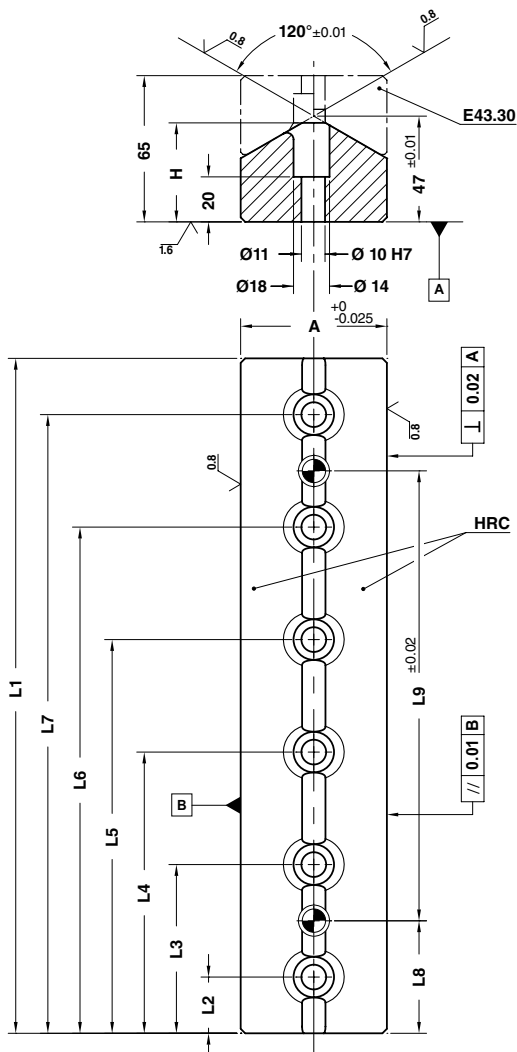 0.8
120°±0.01
0.8
E43.30
65
H
20
47 ±0.01
1.6
Ø11
Ø 10 H7
Ø18
Ø 14
A
A +0 -0.025
⊥ 0.02 A
0.8
0.8
HRC
L1
L7
L6
L5
L4
L3
L2
L9 ±0.02
L8
B
// 0.01 B